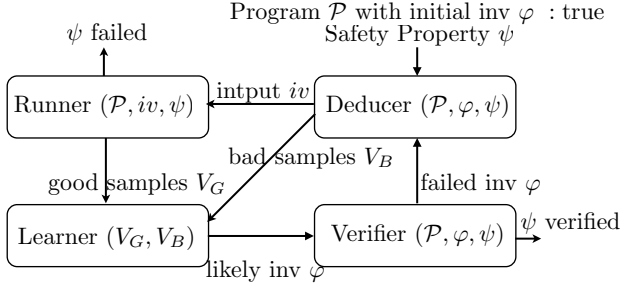 Program 𝒫 with initial inv φ : true
Safety Property ψ
ψ failed
Runner (𝒫, iv, ψ)
intput iv
Deducer (𝒫, φ, ψ)
bad samples V_B
good samples V_G
failed inv φ
Learner (V_G, V_B)
Verifier (𝒫, φ, ψ)
ψ verified
likely inv φ